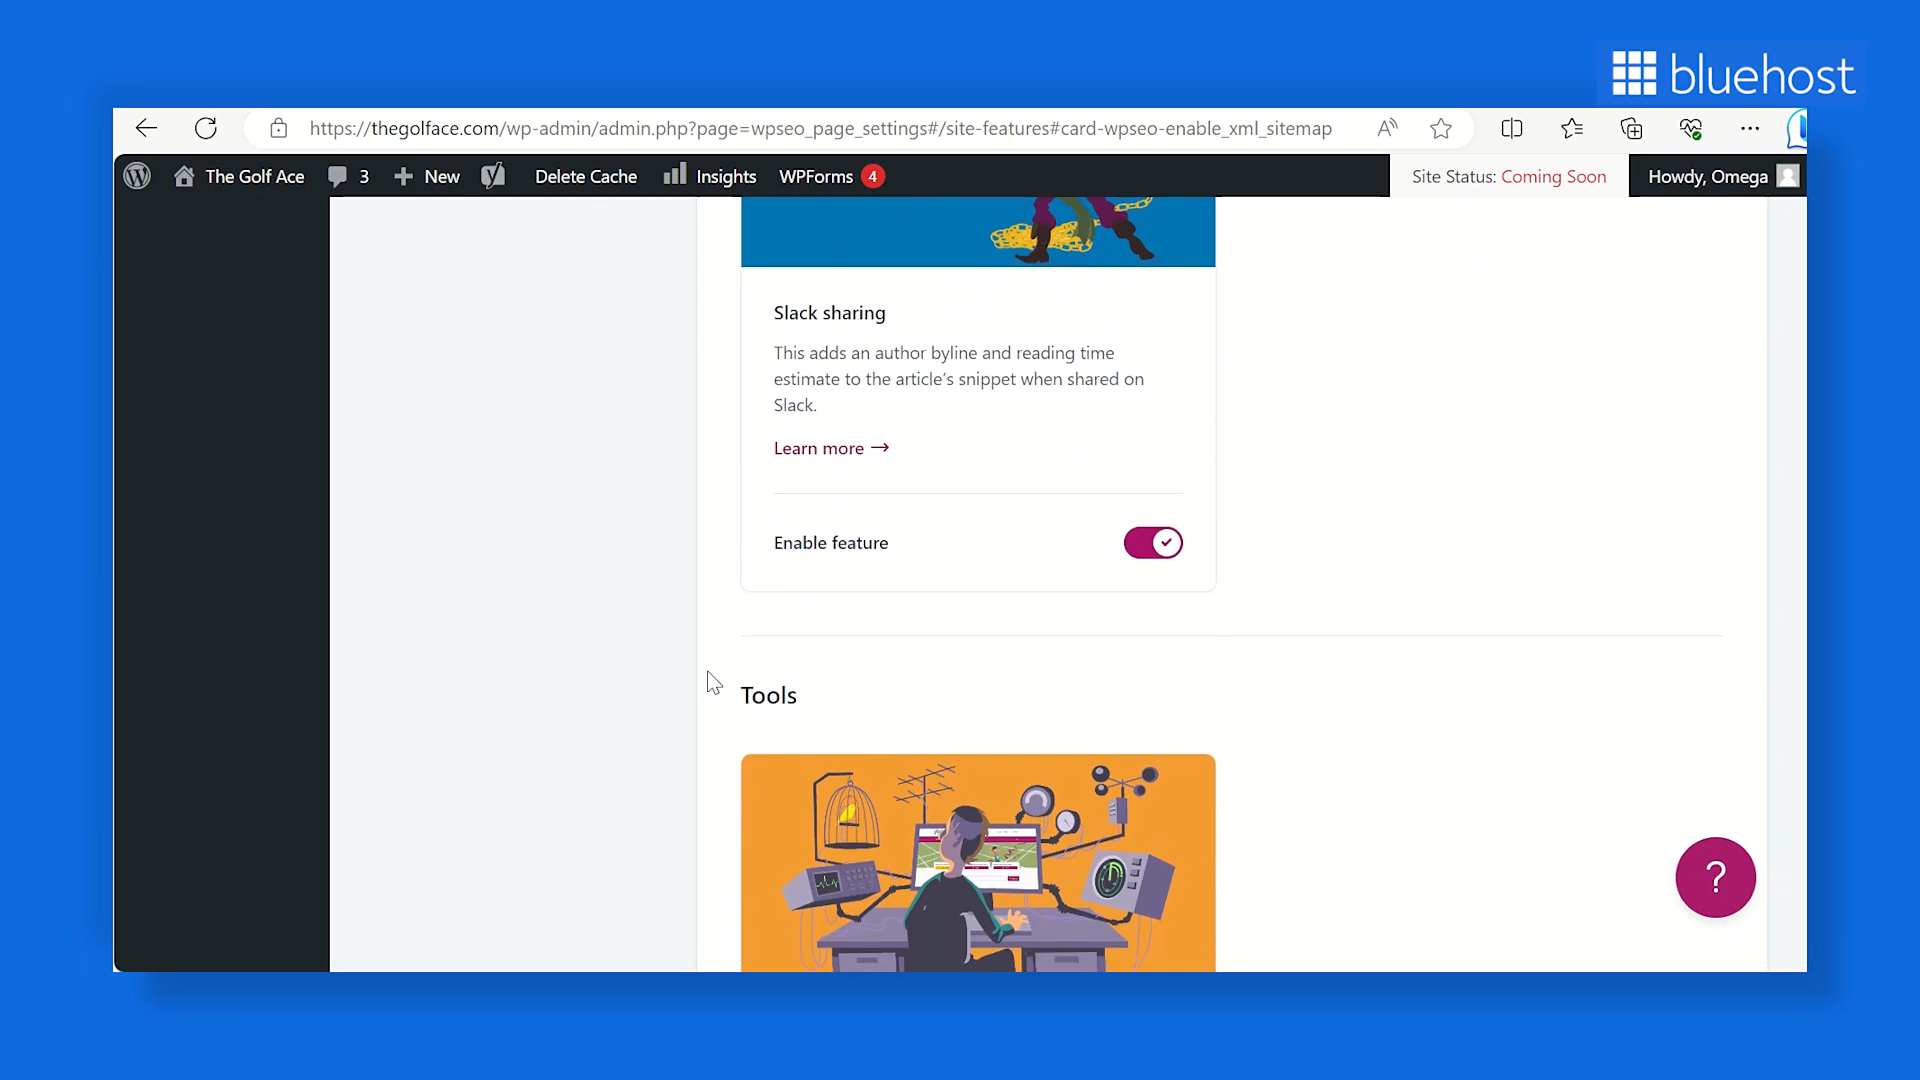 bluehost
https://thegolface.com/wp-admin/admin.php?page=wpseo_page_settings#/site-features#card-wpseo-enable_xml_sitemap
The Golf Ace 3 New Delete Cache Insights WPForms 4 Site Status: Coming Soon Howdy, Omega
Slack sharing
This adds an author byline and reading time
estimate to the article's snippet when shared on
Slack.
Learn more →
Enable feature
Tools
?